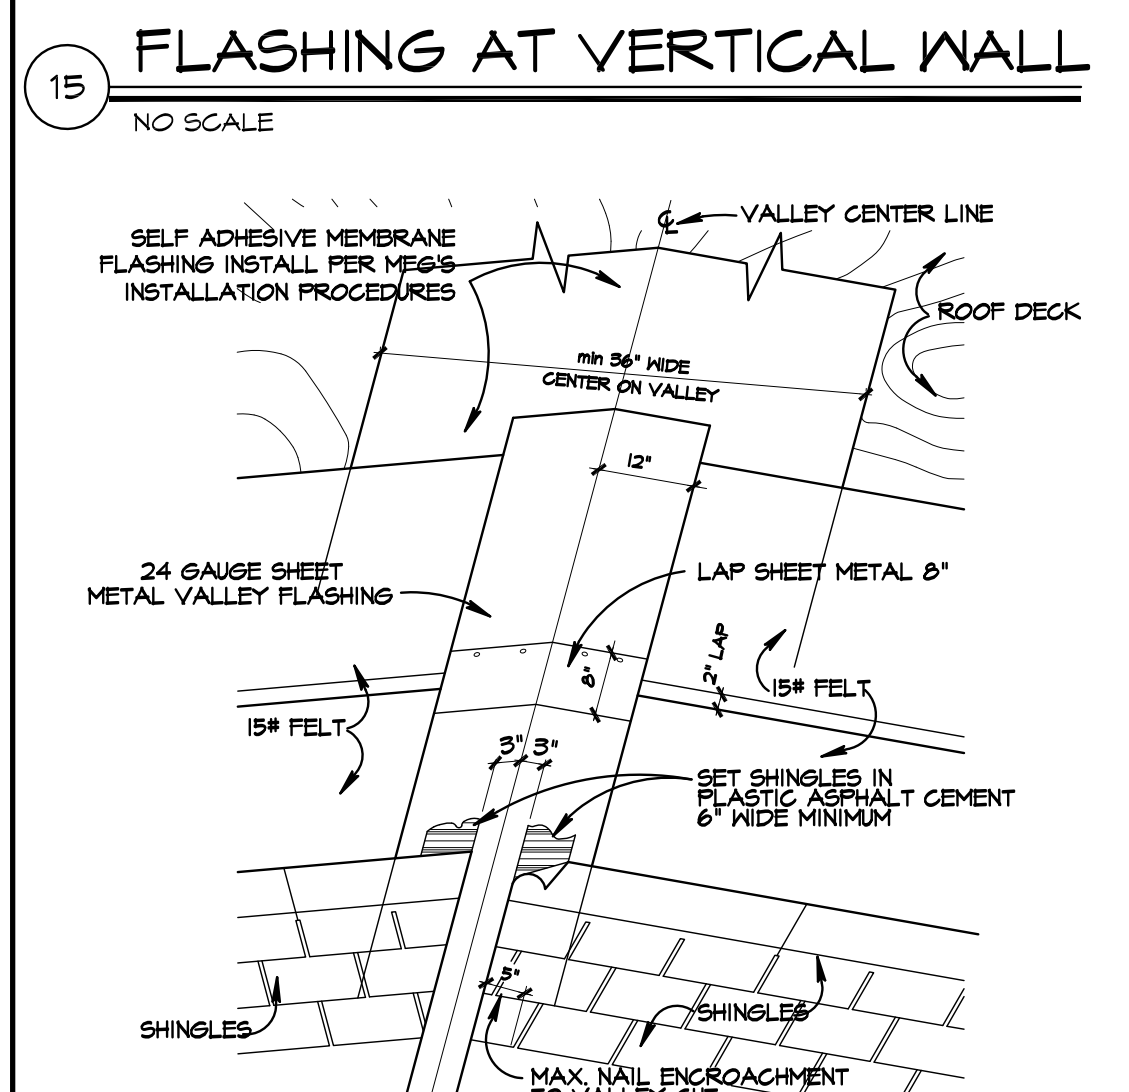 FLASHING AT VERTICAL WALL
15
NO SCALE
℄
VALLEY CENTER LINE
SELF ADHESIVE MEMBRANE
FLASHING INSTALL PER MFG'S
INSTALLATION PROCEDURES
ROOF DECK
min 36" WIDE
CENTER ON VALLEY
12"
24 GAUGE SHEET
METAL VALLEY FLASHING
LAP SHEET METAL 8"
8"
2" LAP
15# FELT
15# FELT
3" 3"
SET SHINGLES IN
PLASTIC ASPHALT CEMENT
6" WIDE MINIMUM
5"
SHINGLES
SHINGLES
MAX. NAIL ENCROACHMENT